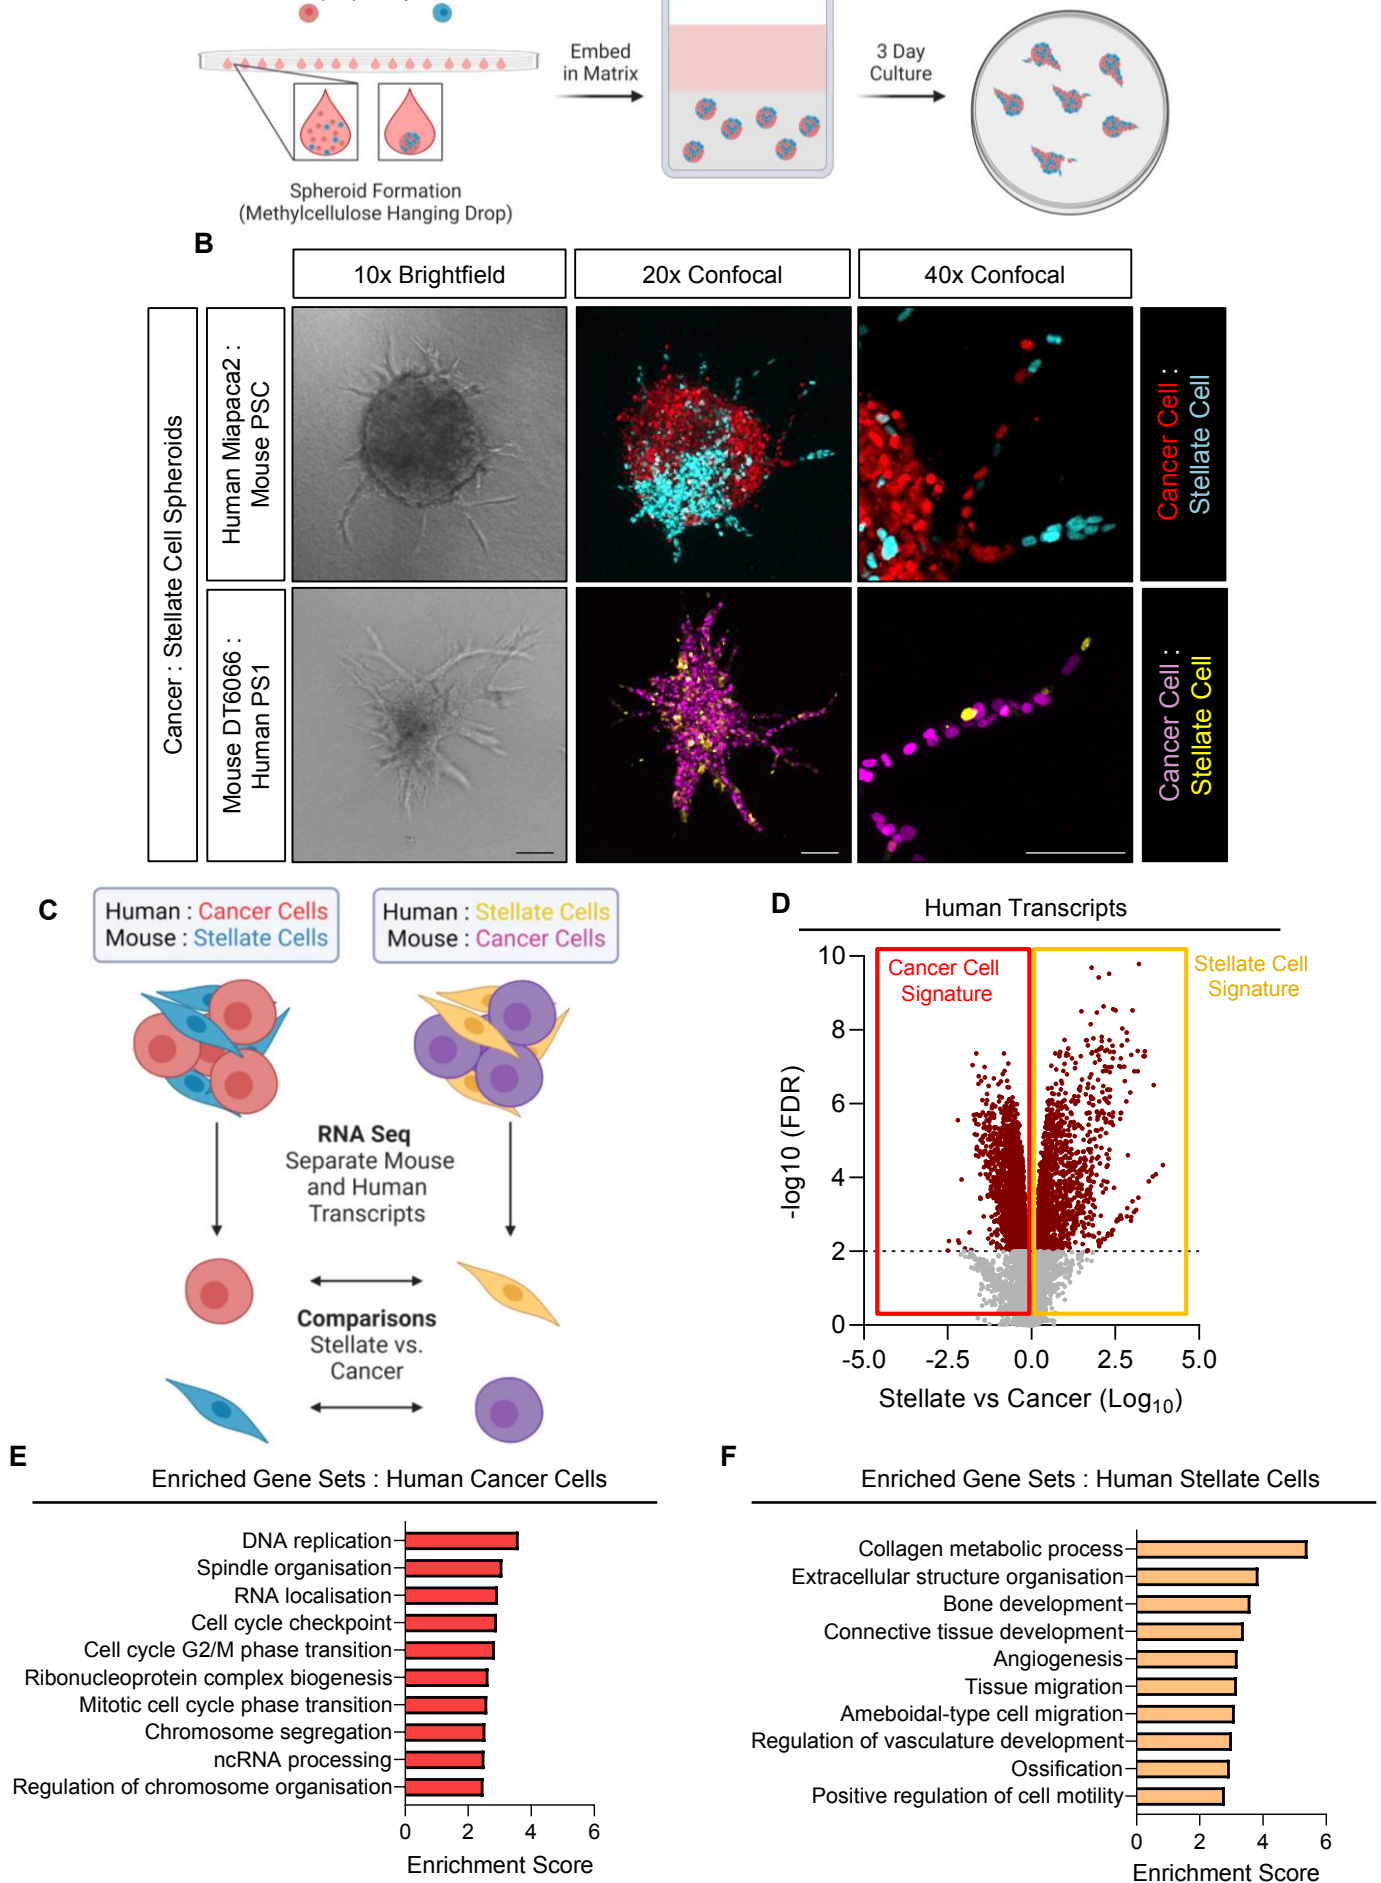 Embed
in Matrix
3 Day
Culture
Spheroid Formation
(Methylcellulose Hanging Drop)
B
10x Brightfield
20x Confocal
40x Confocal
Cancer : Stellate Cell Spheroids
Human Miapaca2 :
Mouse PSC
Cancer Cell :
Stellate Cell
Mouse DT6066 :
Human PS1
Cancer Cell :
Stellate Cell
C
Human : Cancer Cells
Mouse : Stellate Cells
Human : Stellate Cells
Mouse : Cancer Cells
RNA Seq
Separate Mouse
and Human
Transcripts
Comparisons
Stellate vs.
Cancer
D
Human Transcripts
Cancer Cell
Signature
Stellate Cell
Signature
-log10 (FDR)
10
8
6
4
2
0
-5.0 -2.5 0.0 2.5 5.0
Stellate vs Cancer (Log10)
E
Enriched Gene Sets : Human Cancer Cells
DNA replication
Spindle organisation
RNA localisation
Cell cycle checkpoint
Cell cycle G2/M phase transition
Ribonucleoprotein complex biogenesis
Mitotic cell cycle phase transition
Chromosome segregation
ncRNA processing
Regulation of chromosome organisation
0 2 4 6
Enrichment Score
F
Enriched Gene Sets : Human Stellate Cells
Collagen metabolic process
Extracellular structure organisation
Bone development
Connective tissue development
Angiogenesis
Tissue migration
Ameboidal-type cell migration
Regulation of vasculature development
Ossification
Positive regulation of cell motility
0 2 4 6
Enrichment Score